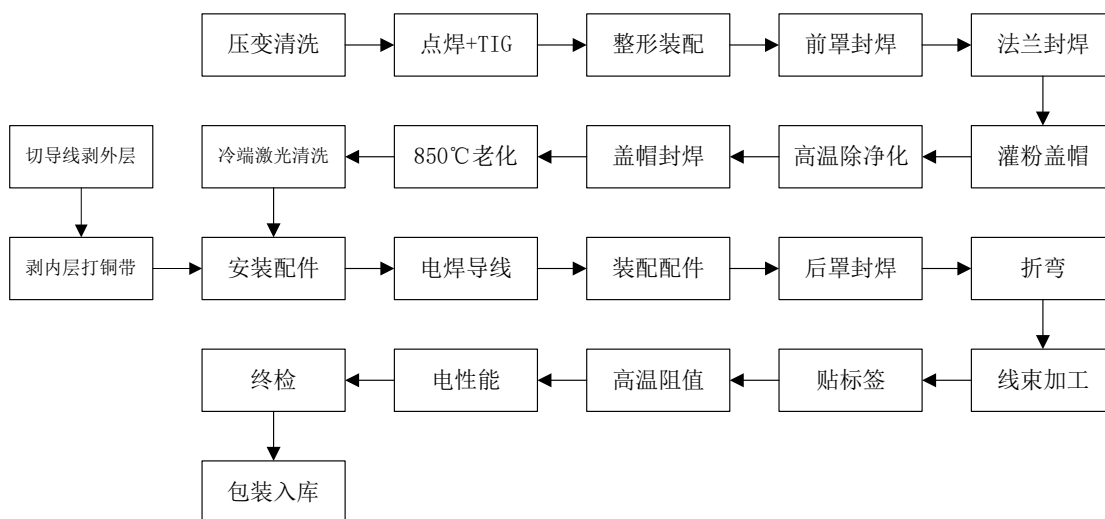 压变清洗
点焊+TIG
整形装配
前罩封焊
法兰封焊
切导线剥外层
冷端激光清洗
850℃老化
盖帽封焊
高温除净化
灌粉盖帽
剥内层打铜带
安装配件
电焊导线
装配配件
后罩封焊
折弯
终检
电性能
高温阻值
贴标签
线束加工
包装入库